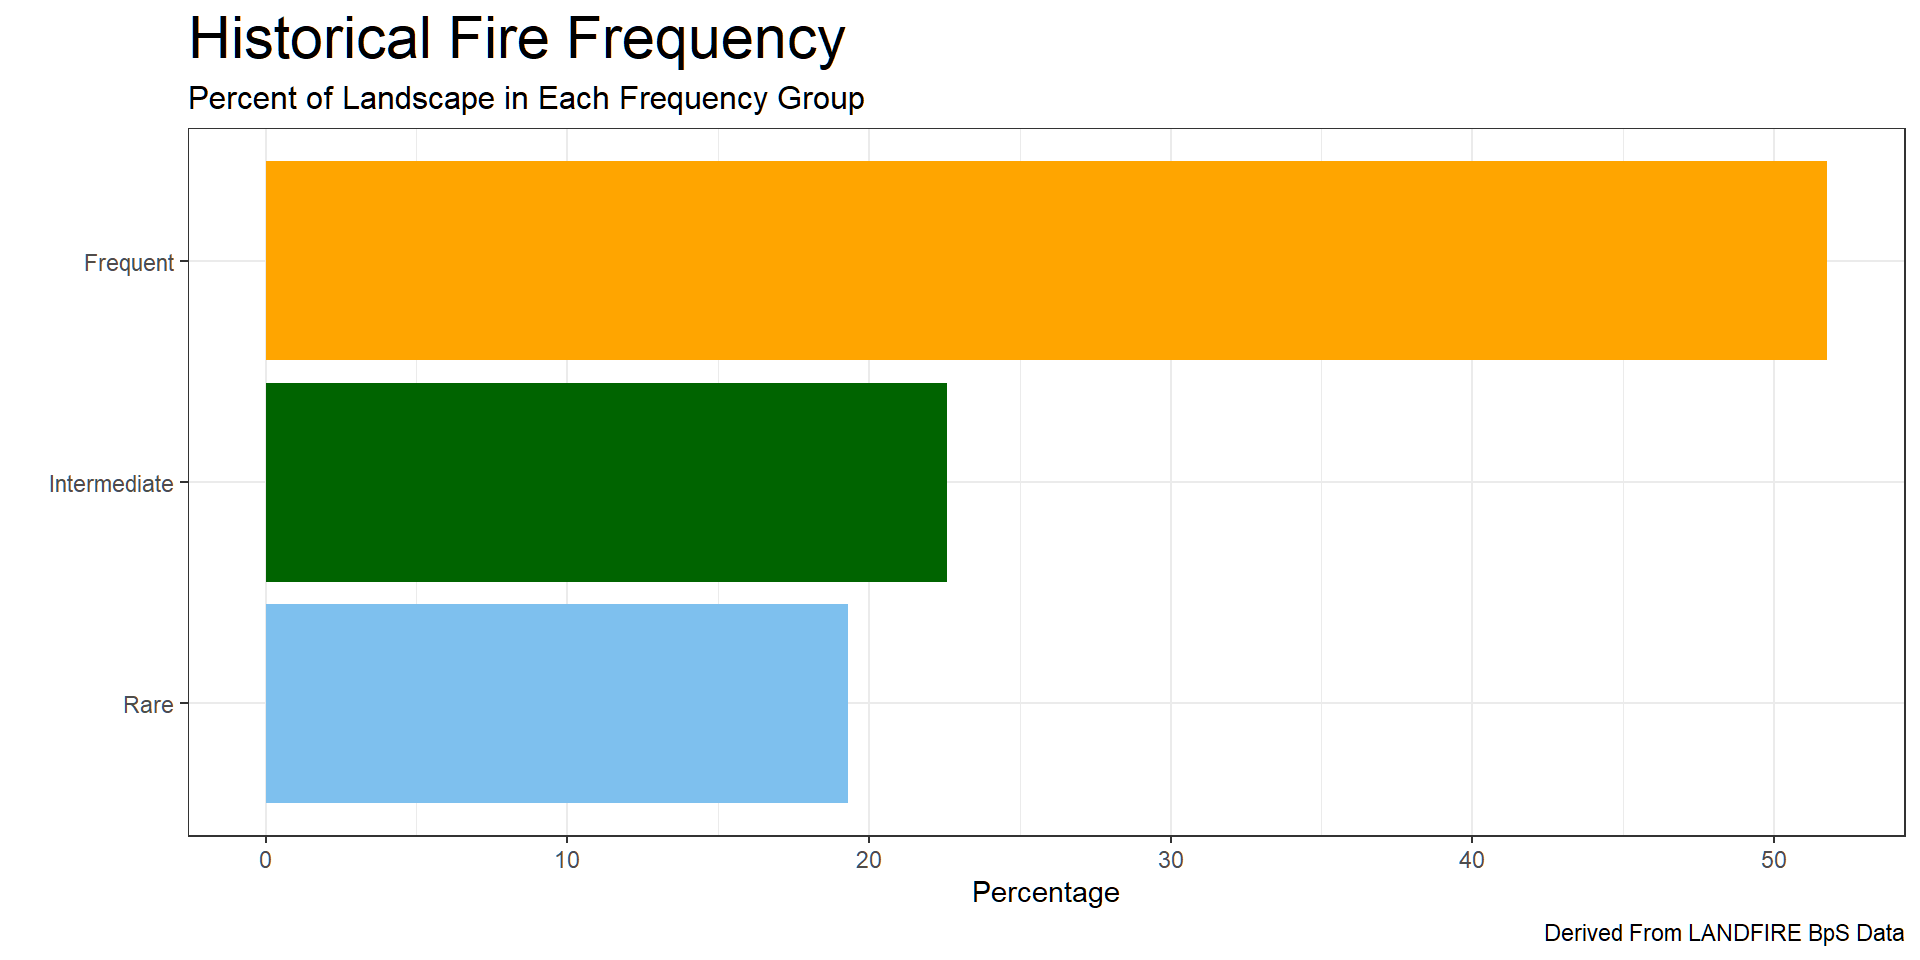 Historical Fire Frequency
Percent of Landscape in Each Frequency Group
Frequent
Intermediate
Rare
0 10 20 30 40 50
Percentage
Derived From LANDFIRE BpS Data